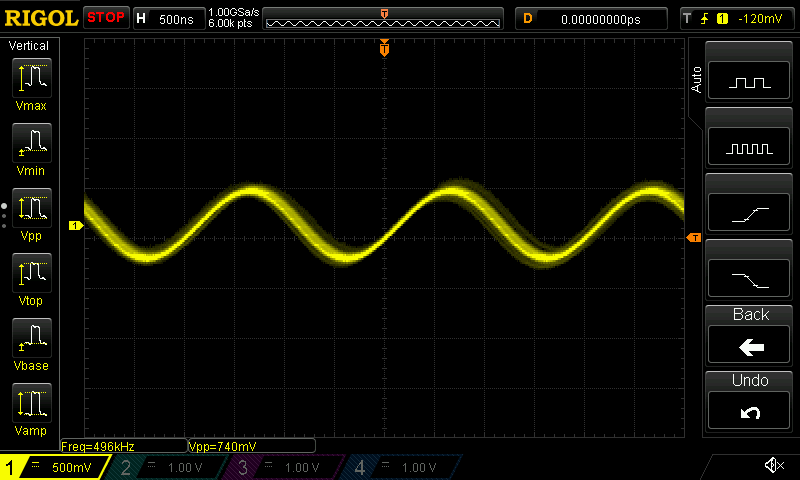 RIGOL STOP H 500ns 1.00GSa/s
6.00k pts
T
D 0.00000000ps T 1 -120mV
Vertical
Vmax
Vmin
Vpp
Vtop
Vbase
Vamp
T
1
T
Auto
Back
Undo
Freq=496kHz Vpp=740mV
1 500mV 2 1.00 V 3 1.00 V 4 1.00 V